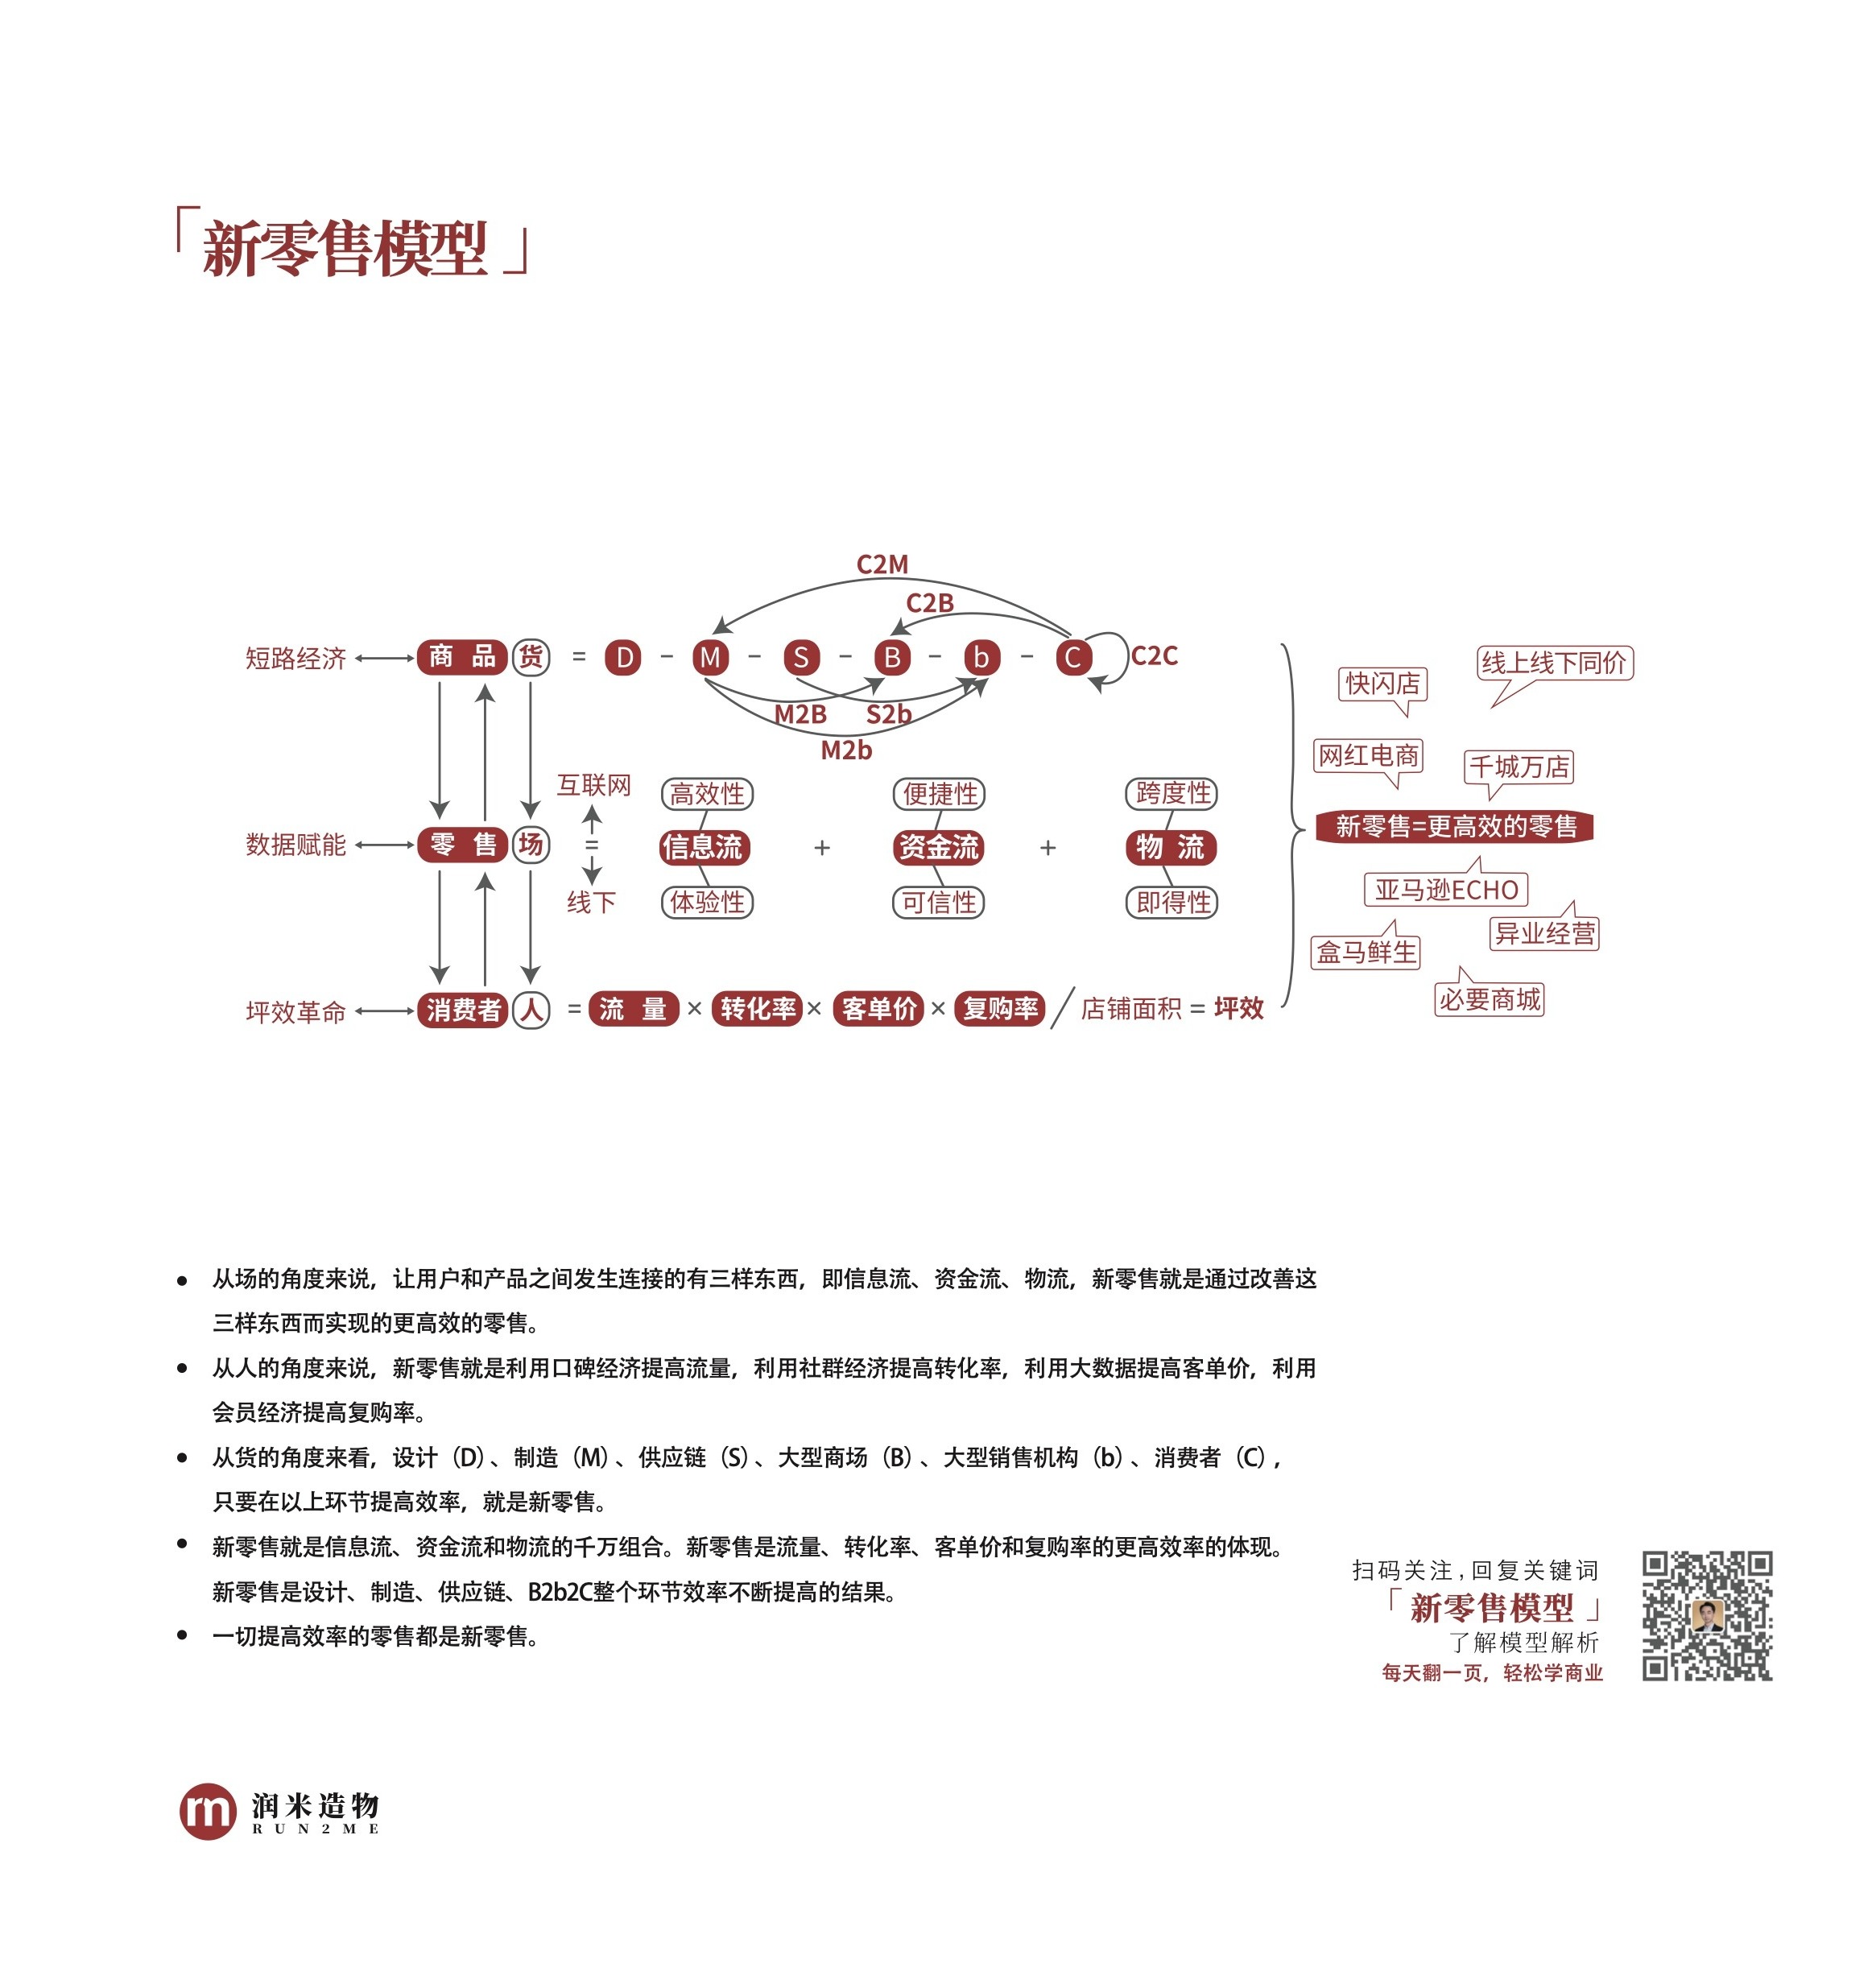 「新零售模型」
C2M
C2B
短路经济 商品 货 = D - M - S - B - b - C C2C
M2B S2b
M2b
互联网 高效性 便捷性 跨度性
数据赋能 零售 场 = 信息流 + 资金流 + 物流
线下 体验性 可信性 即得性
坪效革命 消费者 人 = 流量 × 转化率 × 客单价 × 复购率 / 店铺面积 = 坪效
线上线下同价
快闪店
网红电商
千城万店
新零售=更高效的零售
亚马逊ECHO
异业经营
盒马鲜生
必要商城
● 从场的角度来说，让用户和产品之间发生连接的有三样东西，即信息流、资金流、物流，新零售就是通过改善这
三样东西而实现的更高效的零售。
● 从人的角度来说，新零售就是利用口碑经济提高流量，利用社群经济提高转化率，利用大数据提高客单价，利用
会员经济提高复购率。
● 从货的角度来看，设计（D）、制造（M）、供应链（S）、大型商场（B）、大型销售机构（b）、消费者（C），
只要在以上环节提高效率，就是新零售。
● 新零售就是信息流、资金流和物流的千万组合。新零售是流量、转化率、客单价和复购率的更高效率的体现。
新零售是设计、制造、供应链、B2b2C整个环节效率不断提高的结果。
● 一切提高效率的零售都是新零售。
扫码关注,回复关键词
「新零售模型」
了解模型解析
每天翻一页，轻松学商业
m 润米造物
RUN2ME